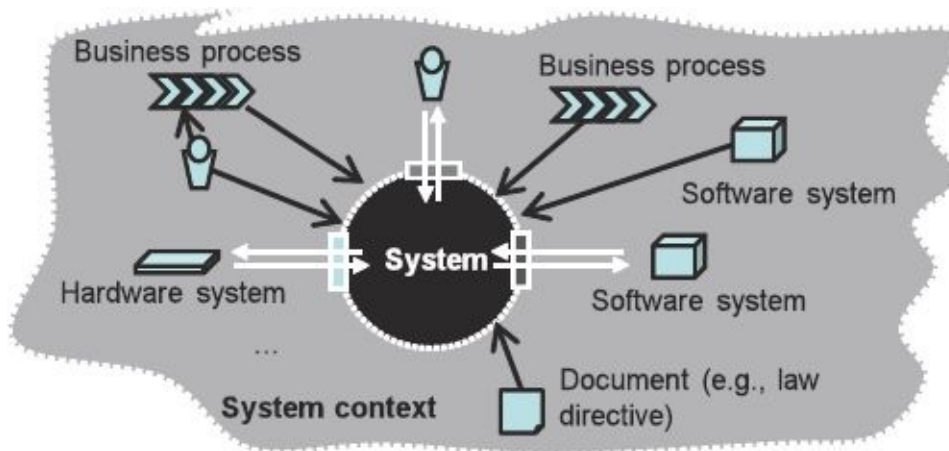 Business process
Business process
Software system
System
Hardware system
Software system
...
Document (e.g., law
directive)
System context